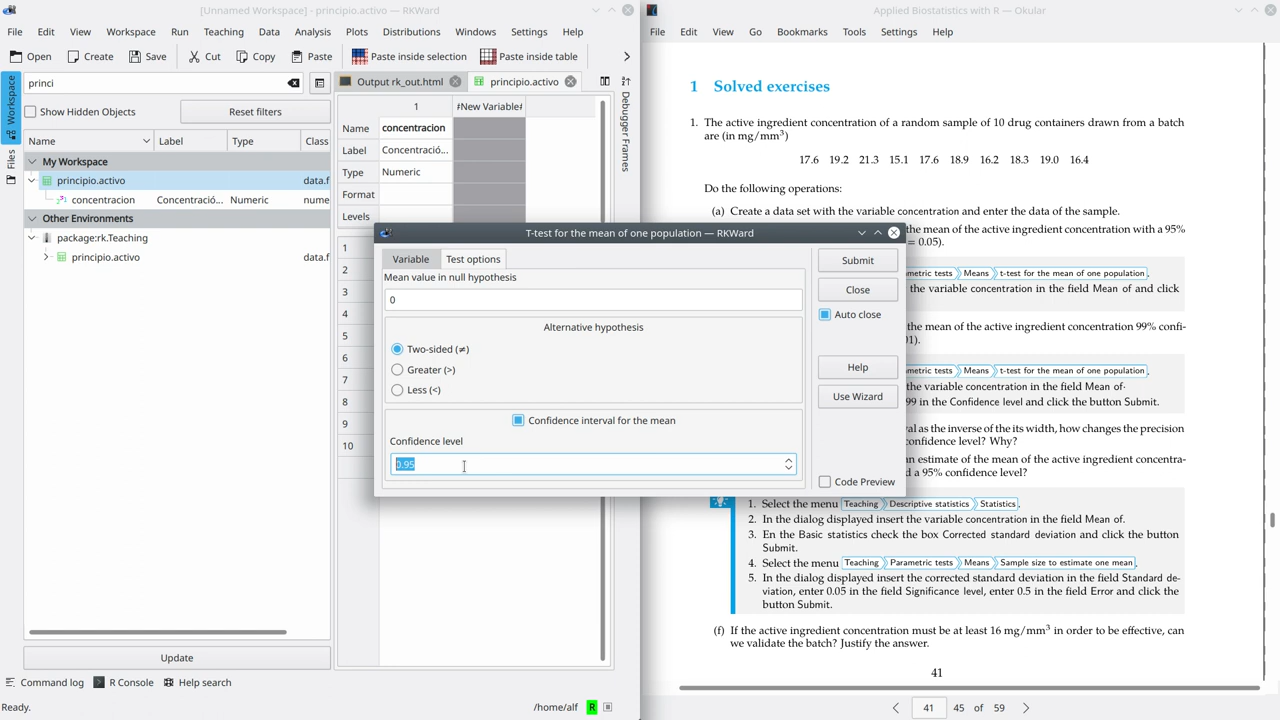 [Unnamed Workspace] - principio.activo — RKWard
File Edit View Workspace Run Teaching Data Analysis Plots Distributions Windows Settings Help
Open Create Save Cut Copy Paste Paste inside selection Paste inside table
princi
Show Hidden Objects
Reset filters
Name Label Type Class
My Workspace
principio.activo data.f
concentracion Concentració... Numeric nume
Other Environments
package:rk.Teaching
principio.activo data.f
Update
Workspace
Files
Output rk_out.html
principio.activo
Debugger Frames
1
Name concentracion
Label Concentració...
Type Numeric
Format
Levels
1
2
3
4
5
6
7
8
9
10
Command log R Console Help search
Ready.
/home/alf
T-test for the mean of one population — RKWard
Variable Test options
Mean value in null hypothesis
0
Alternative hypothesis
Two-sided (≠)
Greater (>)
Less (<)
Confidence interval for the mean
Confidence level
0.95
Submit
Close
Auto close
Help
Use Wizard
Code Preview
Applied Biostatistics with R — Okular
File Edit View Go Bookmarks Tools Settings Help
1 Solved exercises
1. The active ingredient concentration of a random sample of 10 drug containers drawn from a batch
are (in mg/mm³)
17.6 19.2 21.3 15.1 17.6 18.9 16.2 18.3 19.0 16.4
Do the following operations:
(a) Create a data set with the variable concentration and enter the data of the sample.
the mean of the active ingredient concentration with a 95%
= 0.05).
metric tests Means t-test for the mean of one population.
the variable concentration in the field Mean of and click
the mean of the active ingredient concentration 99% confi-
01).
metric tests Means t-test for the mean of one population.
the variable concentration in the field Mean of.
99 in the Confidence level and click the button Submit.
val as the inverse of the its width, how changes the precision
confidence level? Why?
an estimate of the mean of the active ingredient concentra-
d a 95% confidence level?
1. Select the menu Teaching Descriptive statistics Statistics.
2. In the dialog displayed insert the variable concentration in the field Mean of.
3. En the Basic statistics check the box Corrected standard deviation and click the button
Submit.
4. Select the menu Teaching Parametric tests Means Sample size to estimate one mean.
5. In the dialog displayed insert the corrected standard deviation in the field Standard de-
viation, enter 0.05 in the field Significance level, enter 0.5 in the field Error and click the
button Submit.
(f) If the active ingredient concentration must be at least 16 mg/mm³ in order to be effective, can
we validate the batch? Justify the answer.
41
41 45 of 59